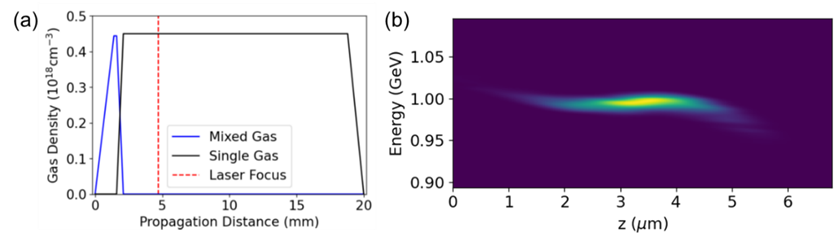 (a)
Gas Density (10¹⁸cm⁻³)
0.5
0.4
0.3
0.2
0.1
0.0
Mixed Gas
Single Gas
Laser Focus
0 5 10 15 20
Propagation Distance (mm)
(b)
Energy (GeV)
1.05
1.00
0.95
0.90
0 1 2 3 4 5 6
z (μm)